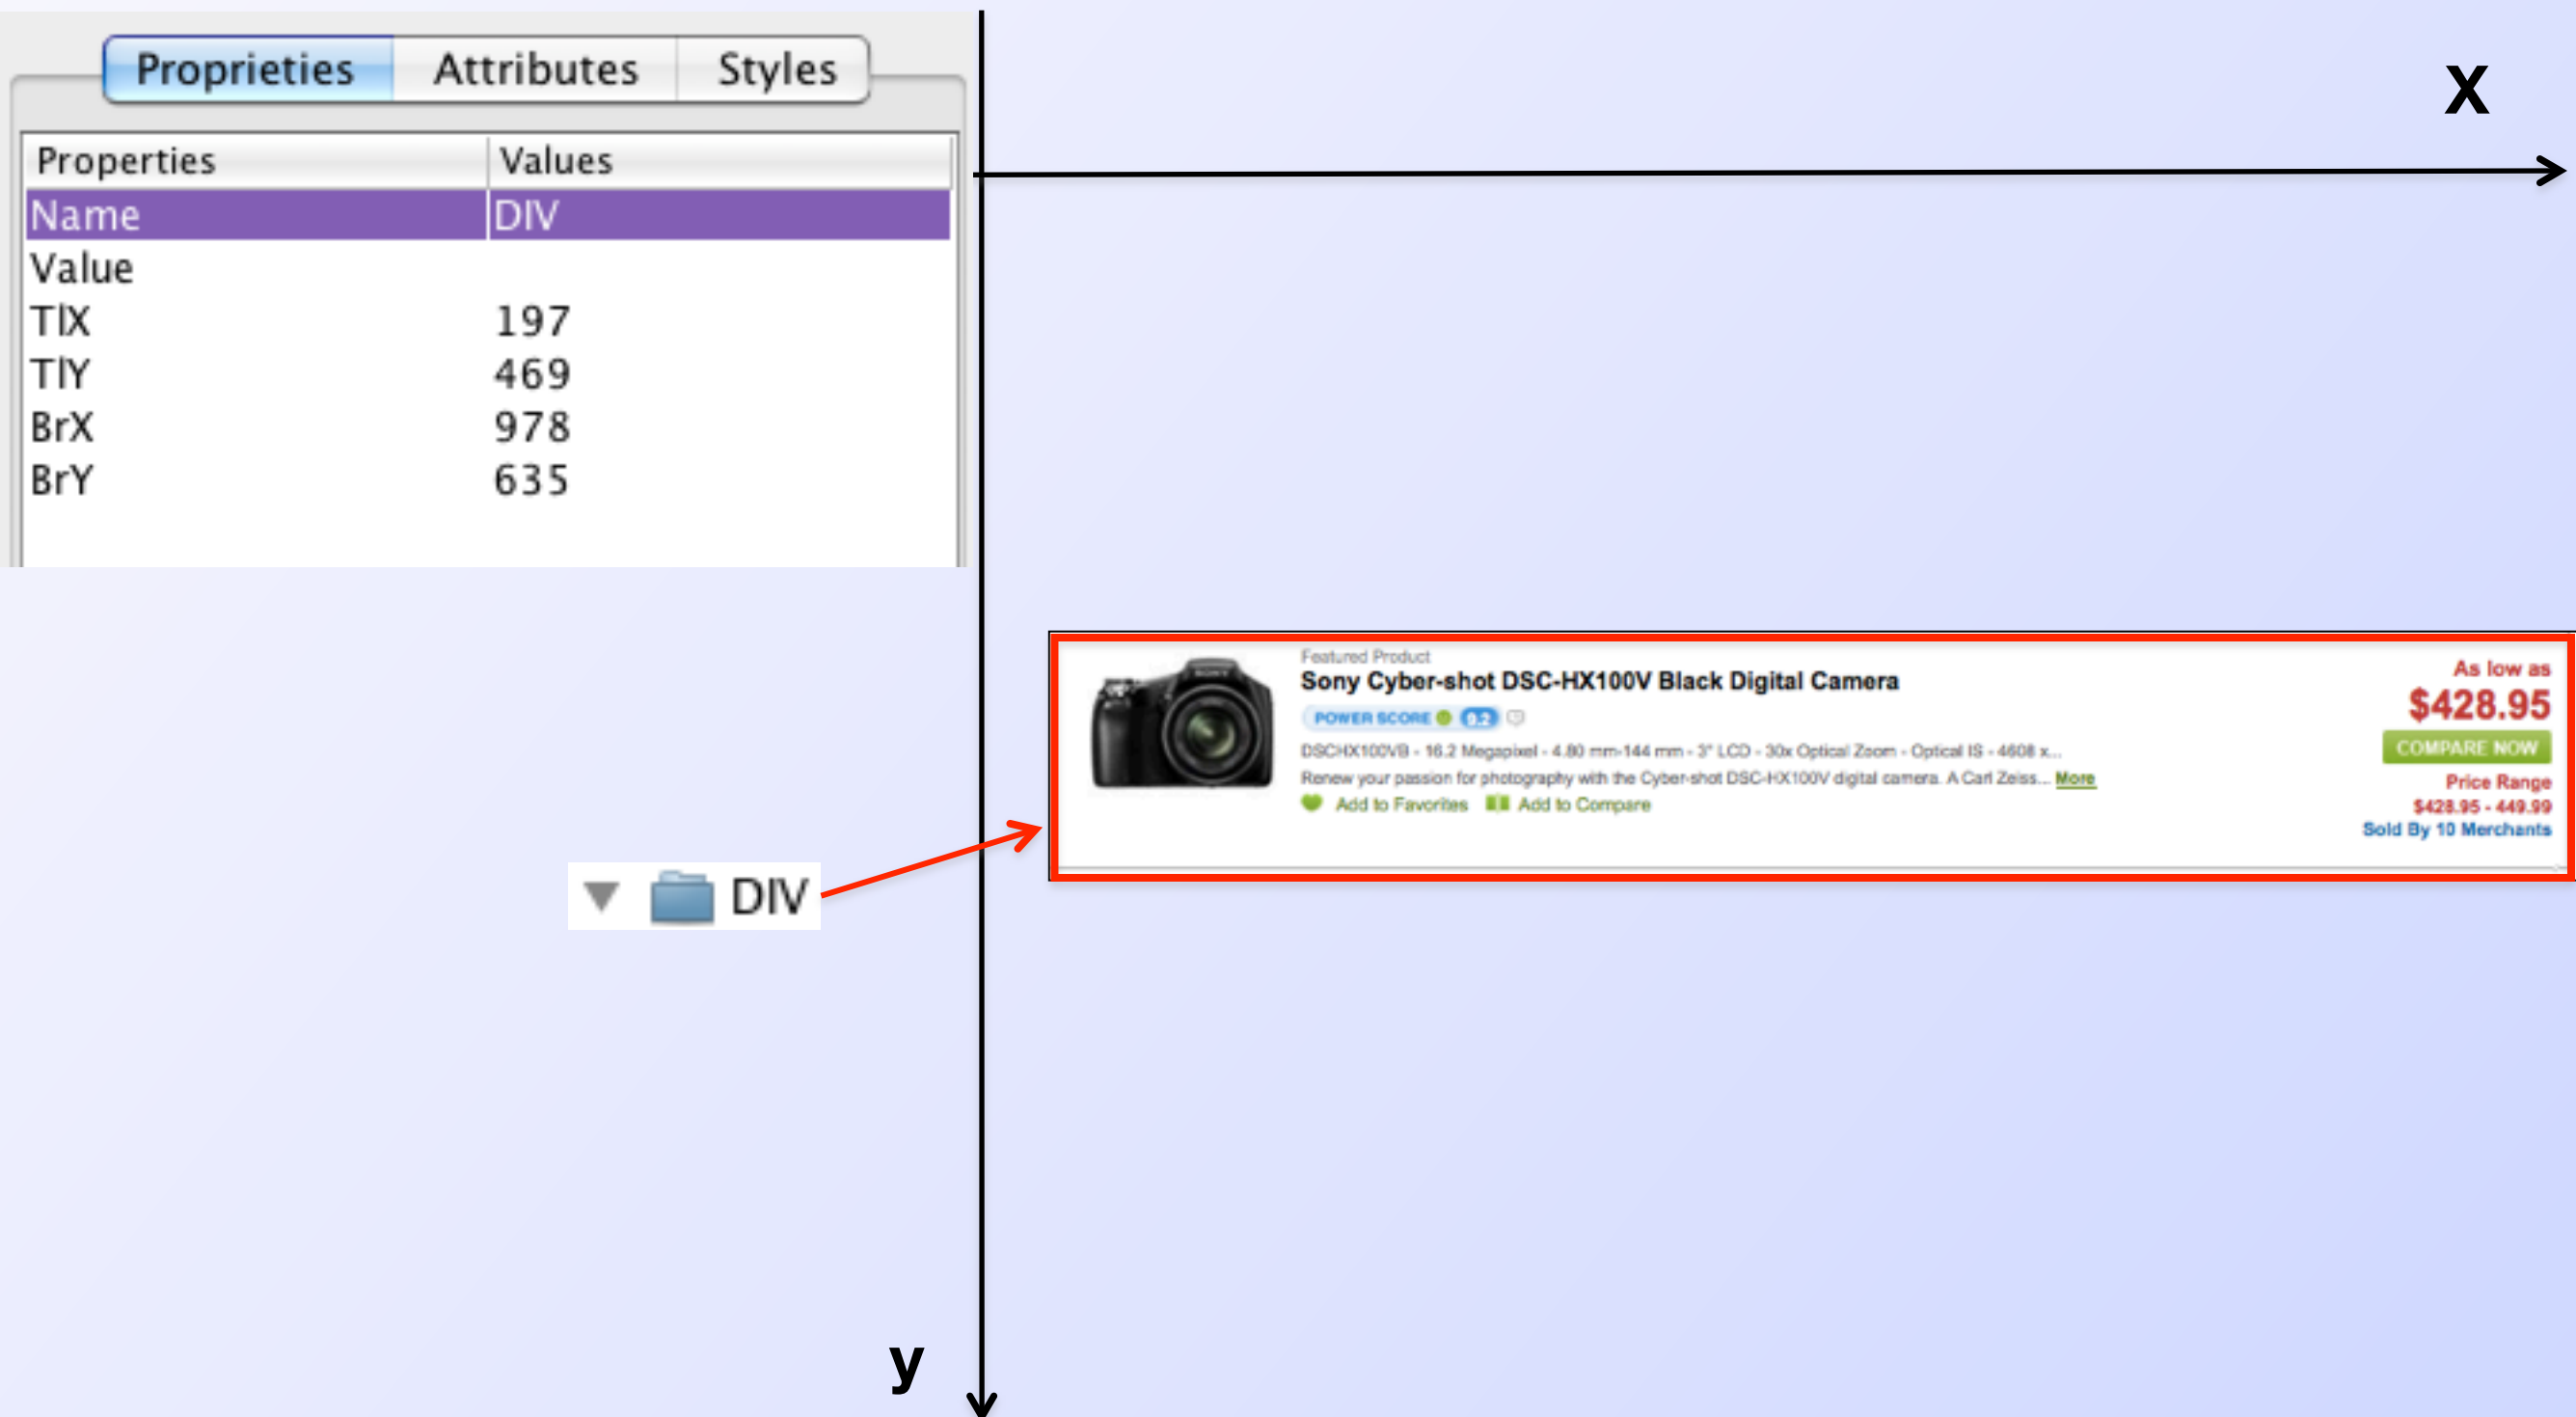 Proprieties Attributes Styles
Properties Values
Name DIV
Value
TlX 197
TlY 469
BrX 978
BrY 635
X
Featured Product
Sony Cyber-shot DSC-HX100V Black Digital Camera
POWER SCORE 9.2
DSCHX100VB - 16.2 Megapixel - 4.80 mm-144 mm - 3" LCD - 30x Optical Zoom - Optical IS - 4608 x...
Renew your passion for photography with the Cyber-shot DSC-HX100V digital camera. A Carl Zeiss... More
Add to Favorites Add to Compare
As low as
$428.95
COMPARE NOW
Price Range
$428.95 - 449.99
Sold By 10 Merchants
SONY
DIV
y